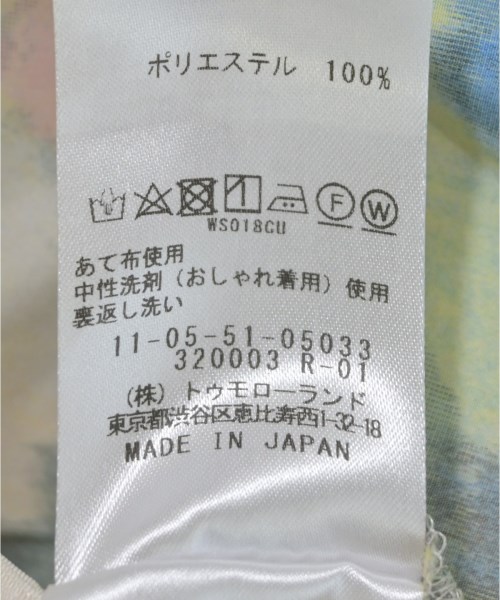 ポリエステル 100%
F W
WS018CU
あて布使用
中性洗剤(おしゃれ着用)使用
裏返し洗い
11-05-51-05033
320003 R-01
(株)トゥモローランド
東京都渋谷区恵比寿西1-32-18
MADE IN JAPAN